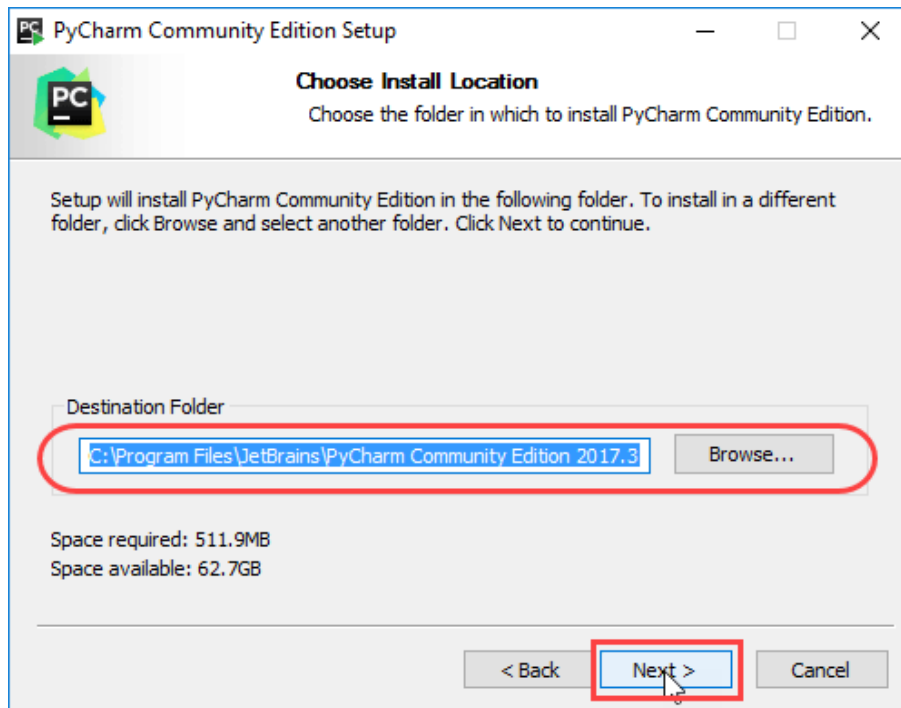 PyCharm Community Edition Setup
PC
Choose Install Location
Choose the folder in which to install PyCharm Community Edition.
Setup will install PyCharm Community Edition in the following folder. To install in a different
folder, click Browse and select another folder. Click Next to continue.
Destination Folder
C:\Program Files\JetBrains\PyCharm Community Edition 2017.3
Browse...
Space required: 511.9MB
Space available: 62.7GB
< Back
Next >
Cancel